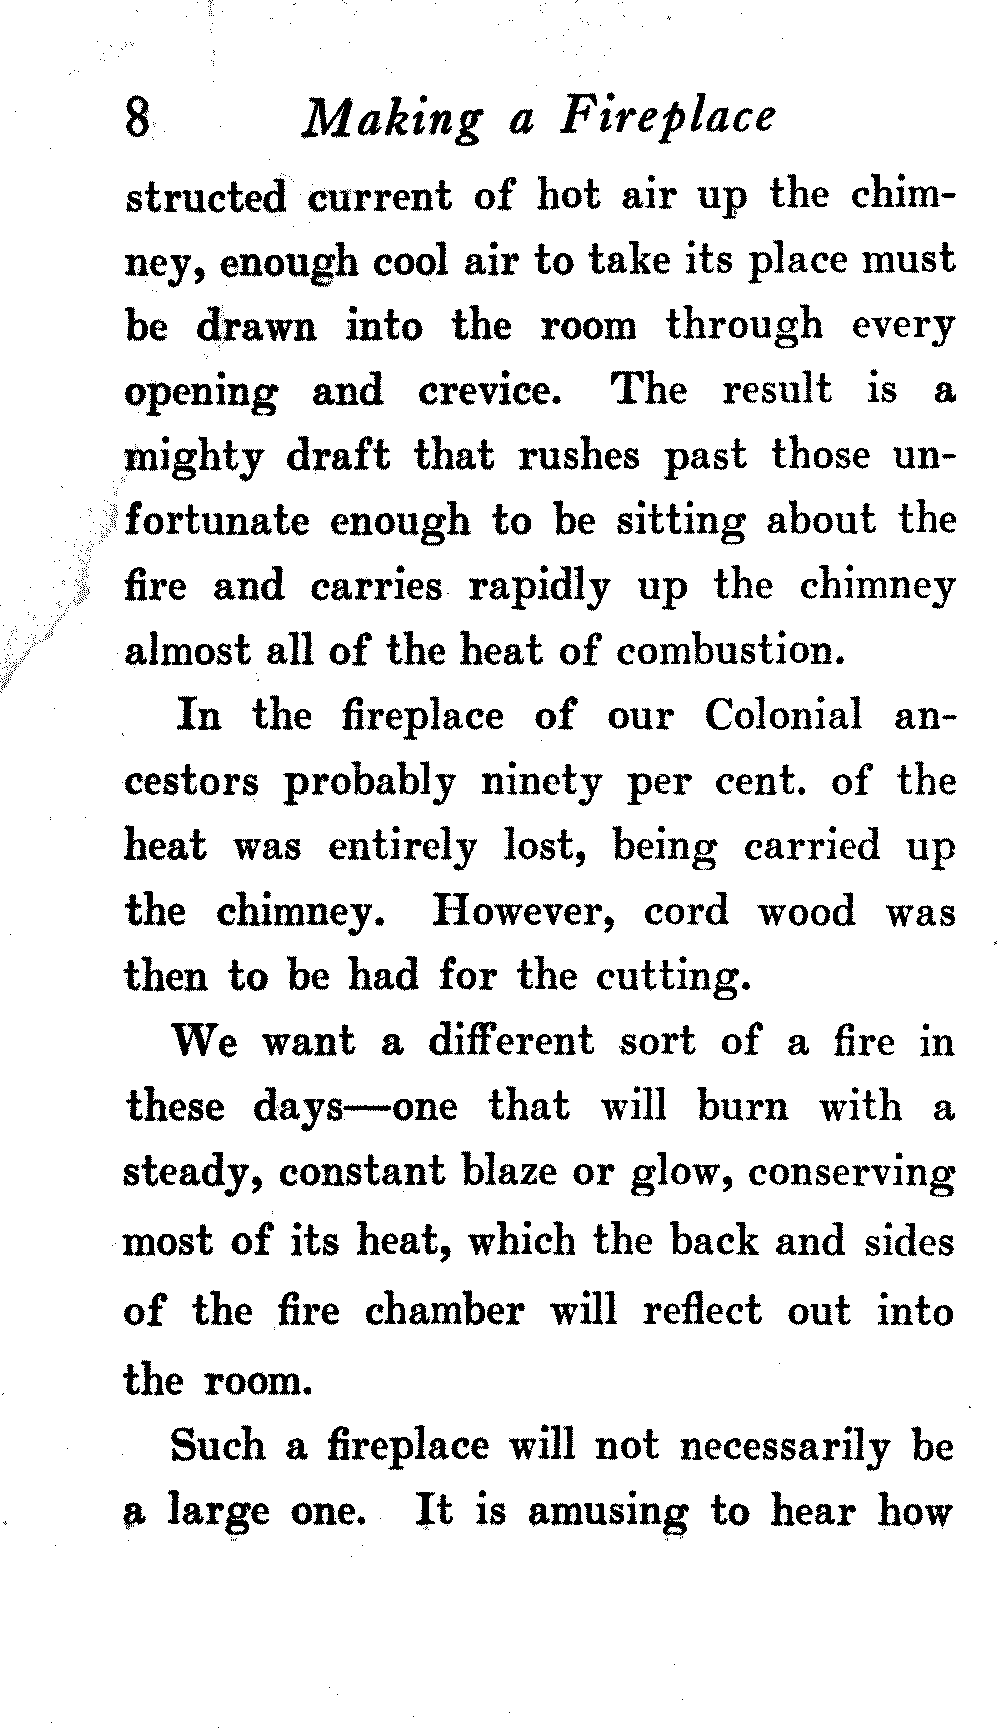 8 Making a Fireplace
structed current of hot air up the chim-
ney, enough cool air to take its place must
be drawn into the room through every
opening and crevice. The result is a
mighty draft that rushes past those un-
fortunate enough to be sitting about the
fire and carries rapidly up the chimney
almost all of the heat of combustion.
In the fireplace of our Colonial an-
cestors probably ninety per cent. of the
heat was entirely lost, being carried up
the chimney. However, cord wood was
then to be had for the cutting.
We want a different sort of a fire in
these days—one that will burn with a
steady, constant blaze or glow, conserving
most of its heat, which the back and sides
of the fire chamber will reflect out into
the room.
Such a fireplace will not necessarily be
a large one. It is amusing to hear how